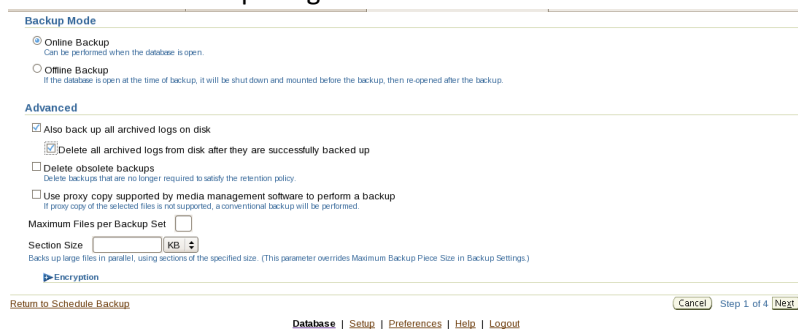 Backup Mode
Online Backup
Can be performed when the database is open.
Offline Backup
If the database is open at the time of backup, it will be shut down and mounted before the backup, then re-opened after the backup.
Advanced
Also back up all archived logs on disk
Delete all archived logs from disk after they are successfully backed up
Delete obsolete backups
Delete backups that are no longer required to satisfy the retention policy.
Use proxy copy supported by media management software to perform a backup
If proxy copy of the selected files is not supported, a conventional backup will be performed.
Maximum Files per Backup Set
Section Size KB
Backs up large files in parallel, using sections of the specified size. (This parameter overrides Maximum Backup Piece Size in Backup Settings.)
Encryption
Return to Schedule Backup Cancel Step 1 of 4 Next
Database | Setup | Preferences | Help | Logout